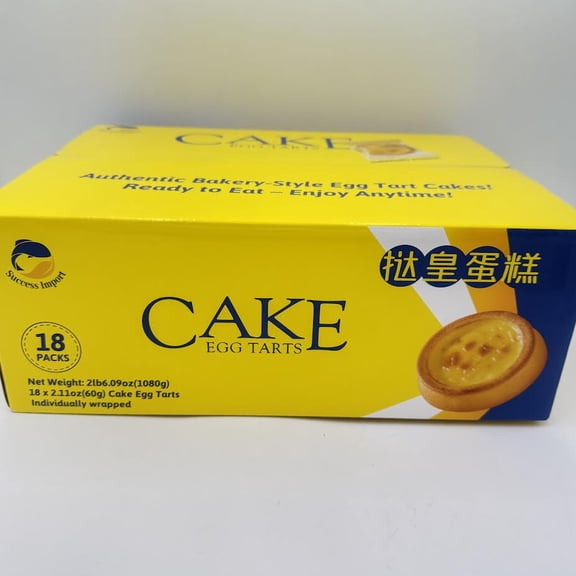 CAKE
EGG TARTS
Authentic Bakery-Style Egg Tart Cakes!
Ready to Eat – Enjoy Anytime!
Success Import
挞皇蛋糕
CAKE
EGG TARTS
18
PACKS
Net Weight: 2lb6.09oz(1080g)
18 x 2.11oz(60g) Cake Egg Tarts
Individually wrapped